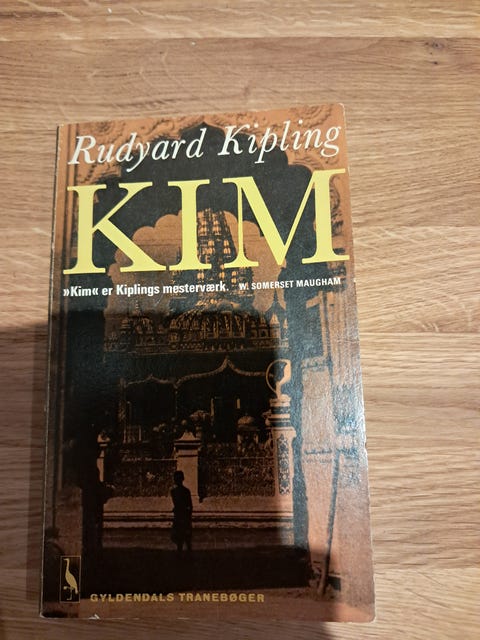 Rudyard Kipling
KIM
»Kim« er Kiplings mesterværk. W. SOMERSET MAUGHAM
GYLDENDALS TRANEBØGER